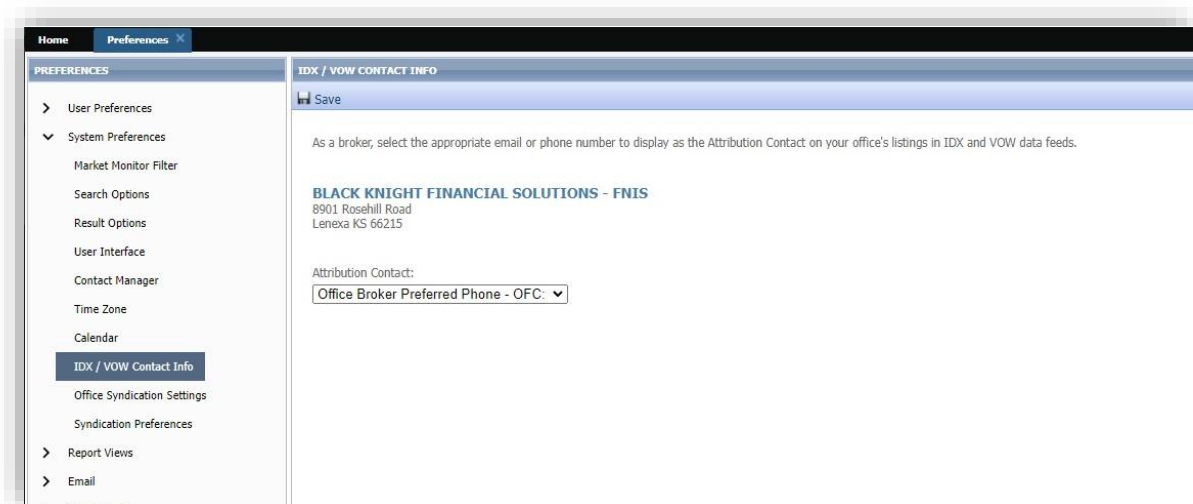 Home
Preferences
PREFERENCES
User Preferences
System Preferences
Market Monitor Filter
Search Options
Result Options
User Interface
Contact Manager
Time Zone
Calendar
IDX / VOW Contact Info
Office Syndication Settings
Syndication Preferences
Report Views
Email
IDX / VOW CONTACT INFO
Save
As a broker, select the appropriate email or phone number to display as the Attribution Contact on your office's listings in IDX and VOW data feeds.
BLACK KNIGHT FINANCIAL SOLUTIONS - FNIS
8901 Rosehill Road
Lenexa KS 66215
Attribution Contact:
Office Broker Preferred Phone - OFC: